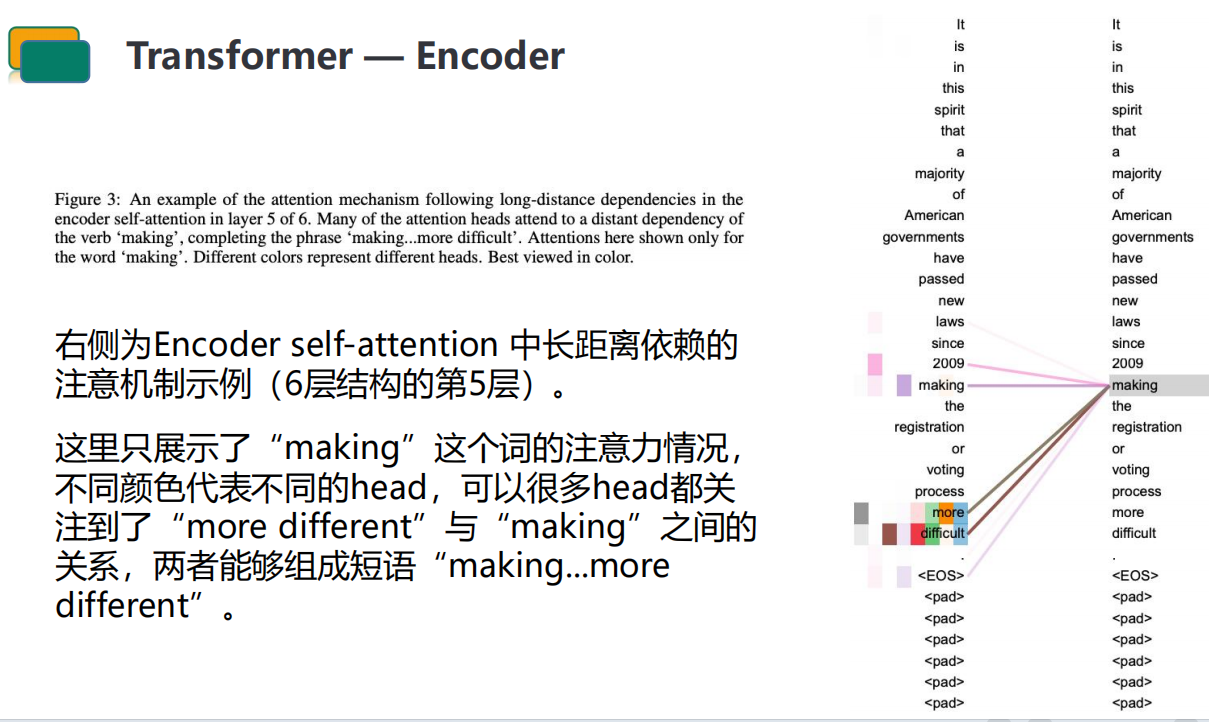 Transformer — Encoder
Figure 3: An example of the attention mechanism following long-distance dependencies in the
encoder self-attention in layer 5 of 6. Many of the attention heads attend to a distant dependency of
the verb ‘making’, completing the phrase ‘making...more difficult’. Attentions here shown only for
the word ‘making’. Different colors represent different heads. Best viewed in color.
右侧为Encoder self-attention 中长距离依赖的
注意机制示例（6层结构的第5层）。
这里只展示了“making”这个词的注意力情况，
不同颜色代表不同的head，可以很多head都关
注到了“more different”与“making”之间的
关系，两者能够组成短语“making...more
different”。
It It
is is
in in
this this
spirit spirit
that that
a a
majority majority
of of
American American
governments governments
have have
passed passed
new new
laws laws
since since
2009 2009
making making
the the
registration registration
or or
voting voting
process process
more more
difficult difficult
. .
<EOS> <EOS>
<pad> <pad>
<pad> <pad>
<pad> <pad>
<pad> <pad>
<pad> <pad>
<pad> <pad>